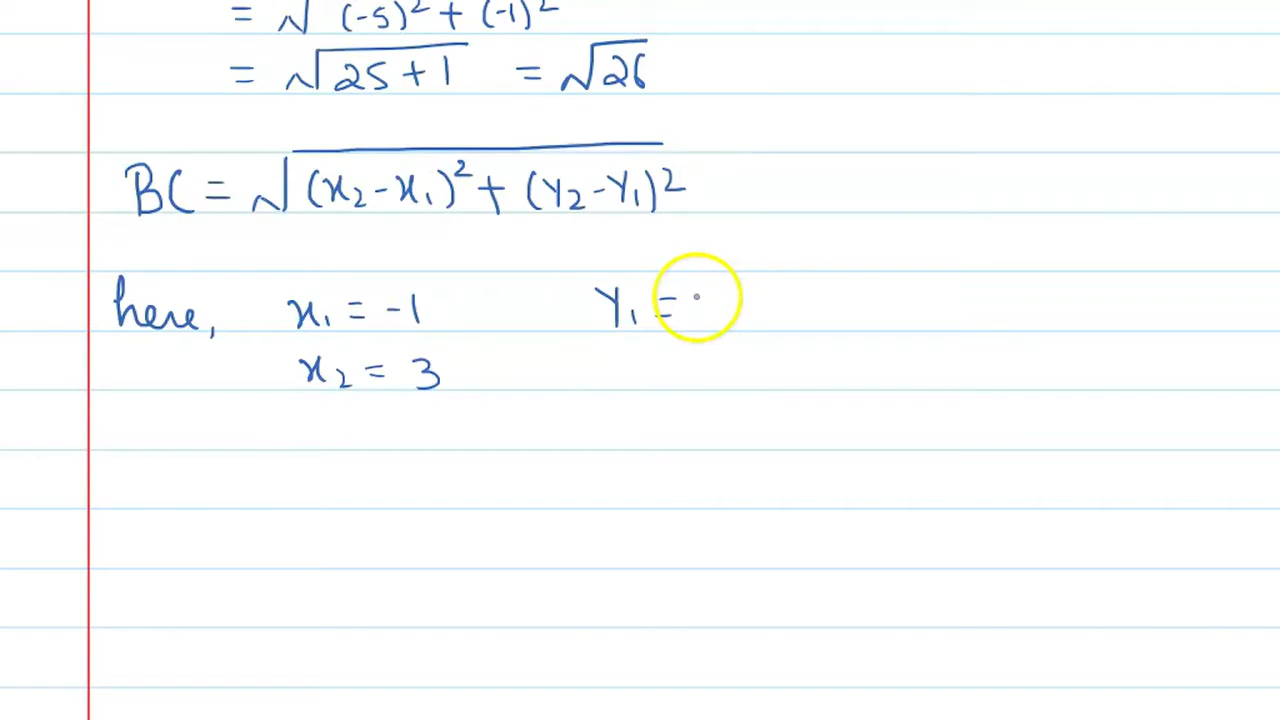 = √(-5)² + (-1)²
= √25 + 1 = √26
BC = √(x₂ - x₁)² + (y₂ - y₁)²
here, x₁ = -1 y₁ =
x₂ = 3